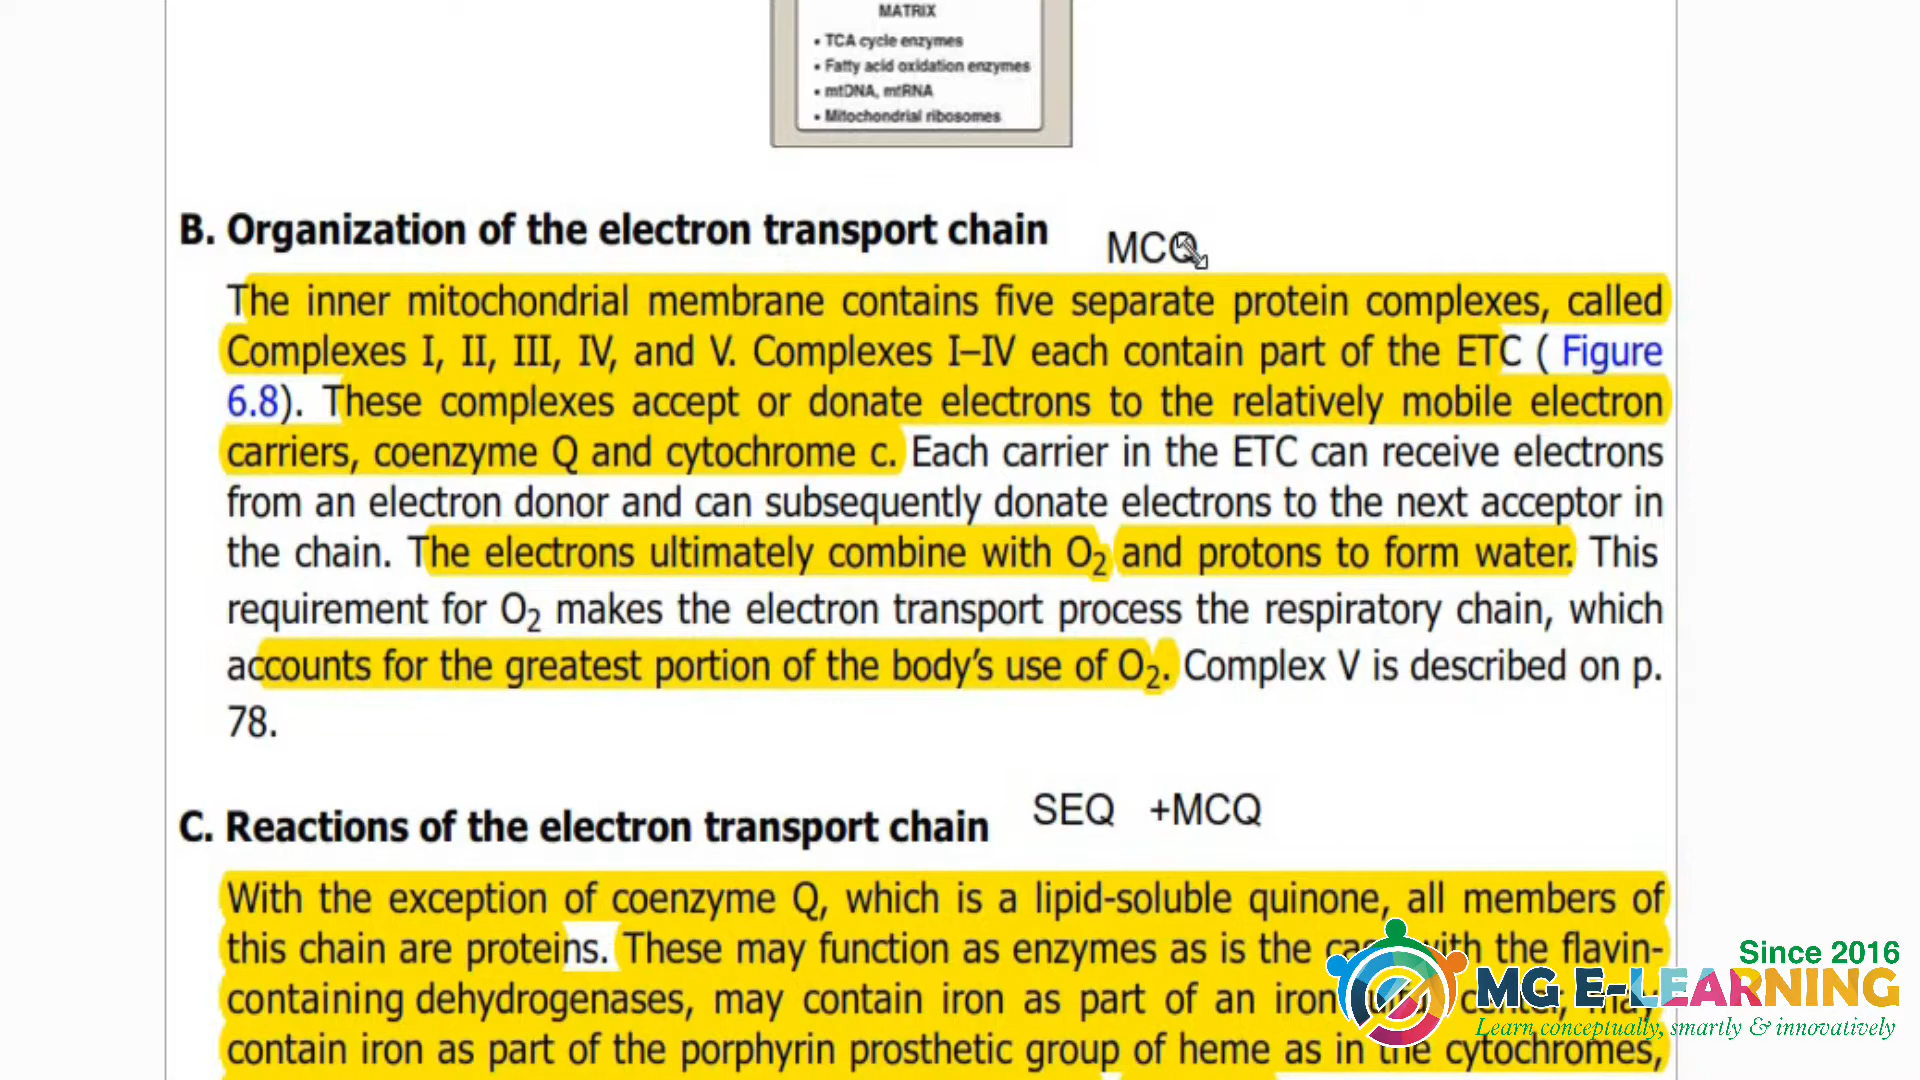 MATRIX
• TCA cycle enzymes
• Fatty acid oxidation enzymes
• mtDNA, mtRNA
• Mitochondrial ribosomes
B. Organization of the electron transport chain
MCQ
The inner mitochondrial membrane contains five separate protein complexes, called
Complexes I, II, III, IV, and V. Complexes I–IV each contain part of the ETC ( Figure
6.8). These complexes accept or donate electrons to the relatively mobile electron
carriers, coenzyme Q and cytochrome c. Each carrier in the ETC can receive electrons
from an electron donor and can subsequently donate electrons to the next acceptor in
the chain. The electrons ultimately combine with O2 and protons to form water. This
requirement for O2 makes the electron transport process the respiratory chain, which
accounts for the greatest portion of the body's use of O2. Complex V is described on p.
78.
C. Reactions of the electron transport chain
SEQ +MCQ
With the exception of coenzyme Q, which is a lipid-soluble quinone, all members of
this chain are proteins. These may function as enzymes as is the case with the flavin-
containing dehydrogenases, may contain iron as part of an iron center, may
contain iron as part of the porphyrin prosthetic group of heme as in the cytochromes,
Since 2016
MG E-LEARNING
Learn conceptually, smartly & innovatively